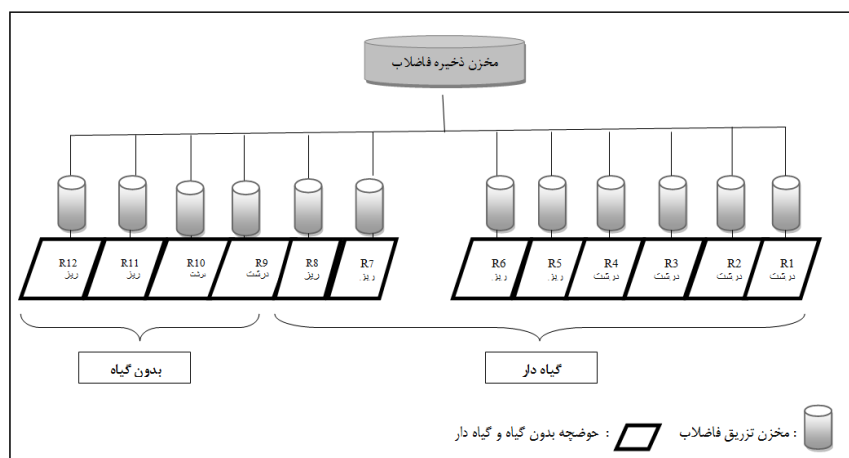 مخزن ذخیره فاضلاب
R12
ریز
R11
ریز
R10
درشت
R9
درشت
R8
ریز
R7
ریز
R6
ریز
R5
ریز
R4
درشت
R3
درشت
R2
درشت
R1
درشت
بدون گیاه
گیاه دار
: مخزن تزریق فاضلاب
: حوضچه بدون گیاه و گیاه دار